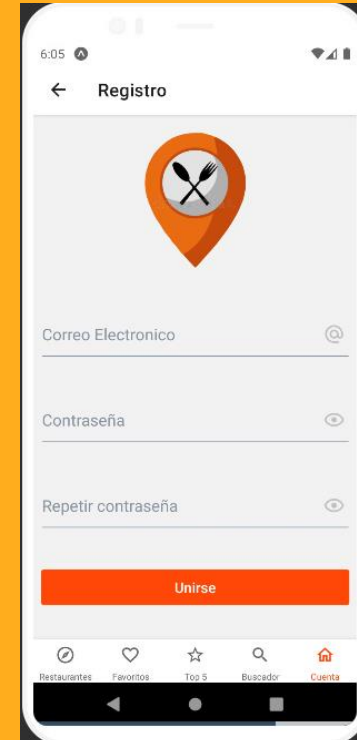 6:05
Registro
Correo Electronico
Contraseña
Repetir contraseña
Unirse
Restaurantes Favoritos Top 5 Buscador Cuenta